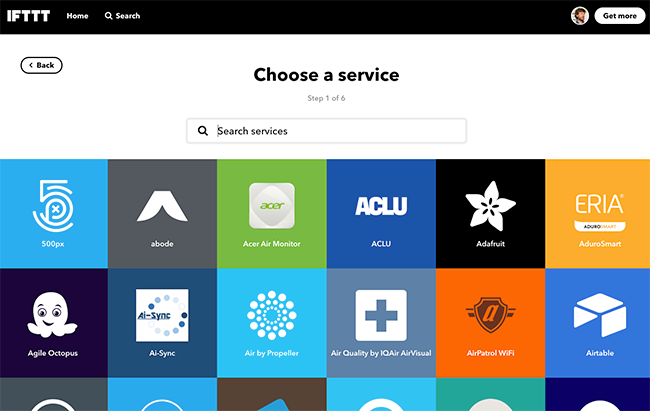 IFTTT Home Search Get more
Back
Choose a service
Step 1 of 6
Search services
500px
abode
acer
Acer Air Monitor
ACLU
ACLU
Adafruit
ERIA®
ADUROSMART
AduroSmart
Agile Octopus
Ai-Sync
Ai-Sync
Air by Propeller
Air Quality by IQAir AirVisual
AirPatrol WiFi
Airtable